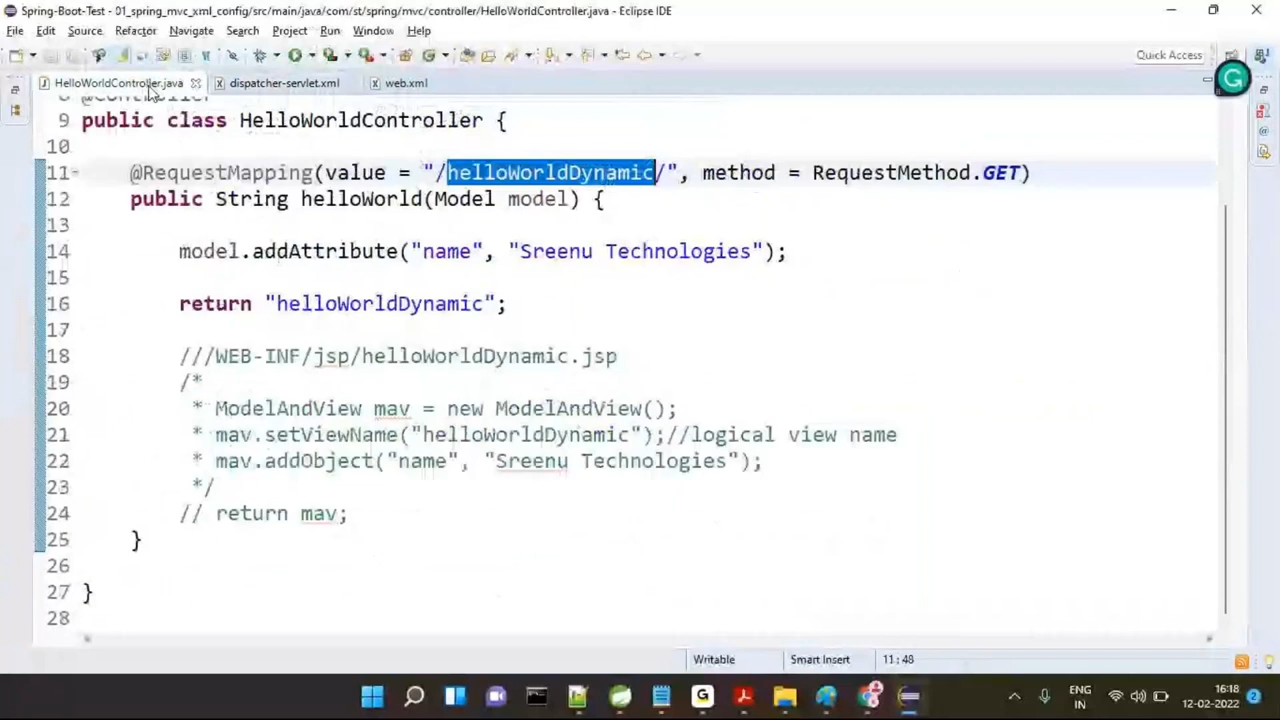 Spring-Boot-Test - 01_spring_mvc_xml_config/src/main/java/com/st/spring/mvc/controller/HelloWorldController.java - Eclipse IDE
File Edit Source Refactor Navigate Search Project Run Window Help
Quick Access
HelloWorldController.java dispatcher-servlet.xml web.xml
8 @Controller
9 public class HelloWorldController {
10
11 @RequestMapping(value = "/helloWorldDynamic/", method = RequestMethod.GET)
12 public String helloWorld(Model model) {
13
14 model.addAttribute("name", "Sreenu Technologies");
15
16 return "helloWorldDynamic";
17
18 ///WEB-INF/jsp/helloWorldDynamic.jsp
19 /*
20 * ModelAndView mav = new ModelAndView();
21 * mav.setViewName("helloWorldDynamic");//logical view name
22 * mav.addObject("name", "Sreenu Technologies");
23 */
24 // return mav;
25 }
26
27 }
28
Writable Smart Insert 11:48
ENG 16:18
IN 12-02-2022 2